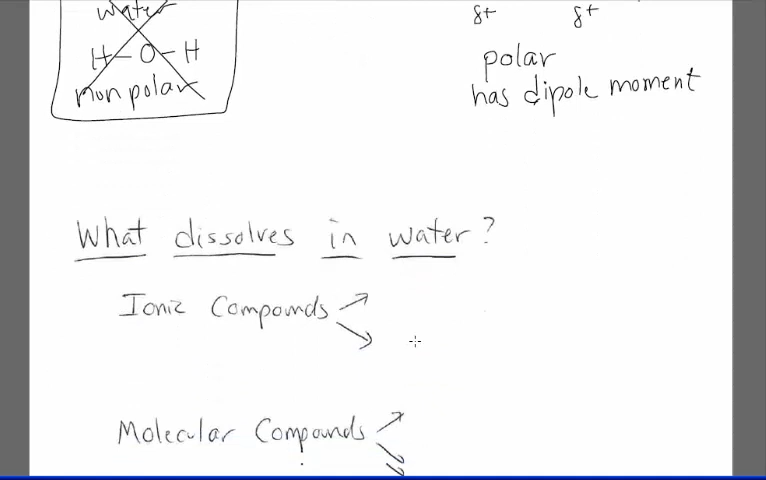 water
H-O-H
nonpolar
δ+ δ+
polar
has dipole moment
What dissolves in water?
Ionic Compounds
Molecular Compounds